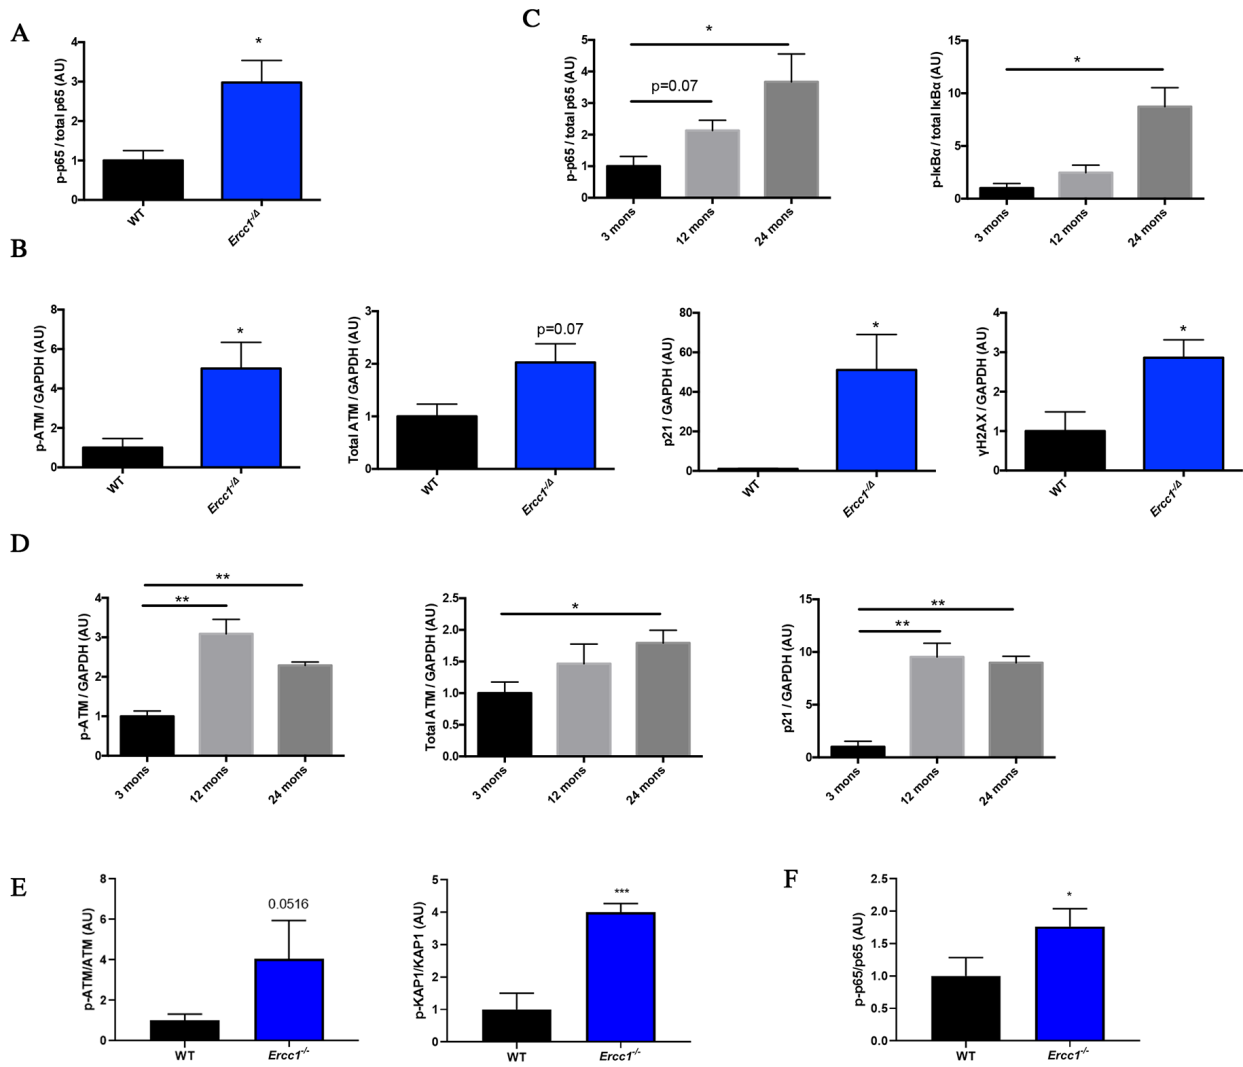 A
p-p65 / total p65 (AU)
4
3
2
1
0
*
WT
Ercc1-/Δ
C
p-p65 / total p65 (AU)
5
4
3
2
1
0
*
p=0.07
3 mons
12 mons
24 mons
p-IκBα / total IκBα (AU)
15
10
5
0
*
3 mons
12 mons
24 mons
B
p-ATM / GAPDH (AU)
8
6
4
2
0
*
WT
Ercc1-/Δ
Total ATM / GAPDH (AU)
3
2
1
0
p=0.07
WT
Ercc1-/Δ
p21 / GAPDH (AU)
80
60
40
20
0
*
WT
Ercc1-/Δ
γH2AX / GAPDH (AU)
4
3
2
1
0
*
WT
Ercc1-/Δ
D
p-ATM / GAPDH (AU)
4
3
2
1
0
**
**
3 mons
12 mons
24 mons
Total ATM / GAPDH (AU)
2.5
2.0
1.5
1.0
0.5
0.0
*
3 mons
12 mons
24 mons
p21 / GAPDH (AU)
15
10
5
0
**
**
3 mons
12 mons
24 mons
E
p-ATM/ATM (AU)
8
6
4
2
0
0.0516
WT
Ercc1-/-
p-KAP1/KAP1 (AU)
5
4
3
2
1
0
***
WT
Ercc1-/-
F
p-p65/p65 (AU)
2.5
2.0
1.5
1.0
0.5
0.0
*
WT
Ercc1-/-